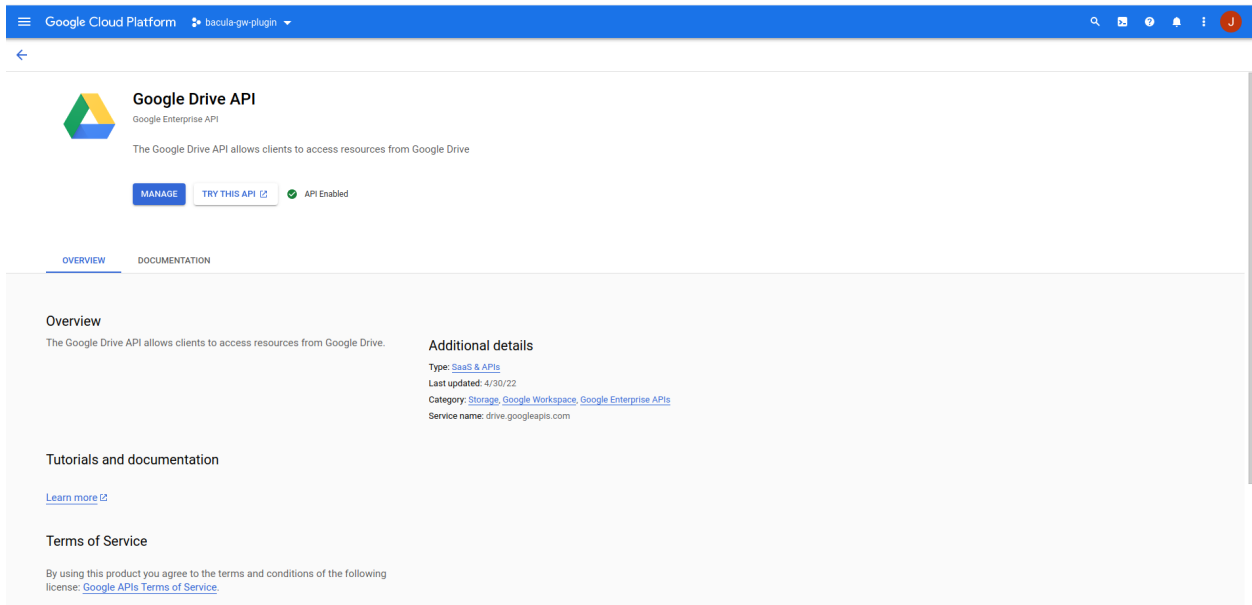 Google Cloud Platform bacula-gw-plugin J
Google Drive API
Google Enterprise API
The Google Drive API allows clients to access resources from Google Drive
MANAGE TRY THIS API API Enabled
OVERVIEW DOCUMENTATION
Overview
The Google Drive API allows clients to access resources from Google Drive.
Additional details
Type: SaaS & APIs
Last updated: 4/30/22
Category: Storage, Google Workspace, Google Enterprise APIs
Service name: drive.googleapis.com
Tutorials and documentation
Learn more
Terms of Service
By using this product you agree to the terms and conditions of the following
license: Google APIs Terms of Service.